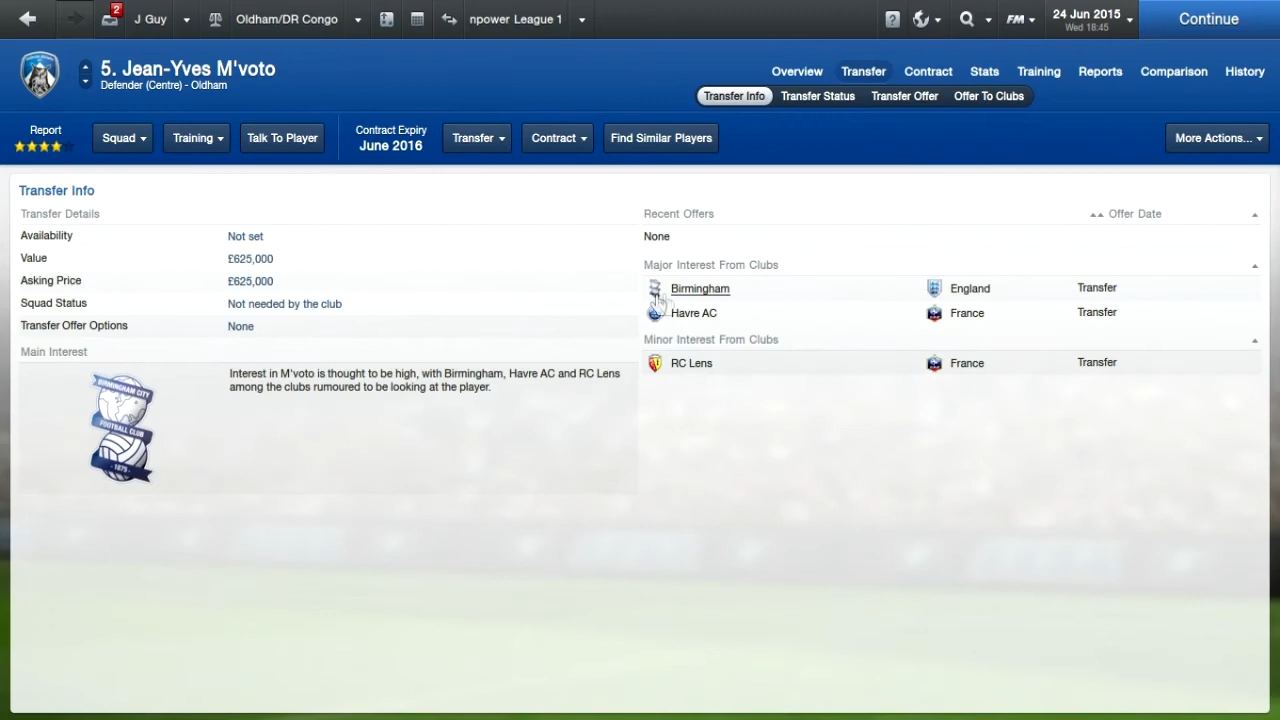 2
J Guy
Oldham/DR Congo
npower League 1
?
FM
24 Jun 2015
Wed 18:45
Continue
5. Jean-Yves M'voto
Defender (Centre) - Oldham
Overview Transfer Contract Stats Training Reports Comparison History
Transfer Info Transfer Status Transfer Offer Offer To Clubs
Report
Squad Training Talk To Player
Contract Expiry
June 2016
Transfer Contract Find Similar Players
More Actions...
Transfer Info
Transfer Details
Availability Not set
Value £625,000
Asking Price £625,000
Squad Status Not needed by the club
Transfer Offer Options None
Main Interest
BIRMINGHAM CITY
FOOTBALL CLUB
1875
Interest in M'voto is thought to be high, with Birmingham, Havre AC and RC Lens
among the clubs rumoured to be looking at the player.
Recent Offers Offer Date
None
Major Interest From Clubs
Birmingham England Transfer
Havre AC France Transfer
Minor Interest From Clubs
RC Lens France Transfer